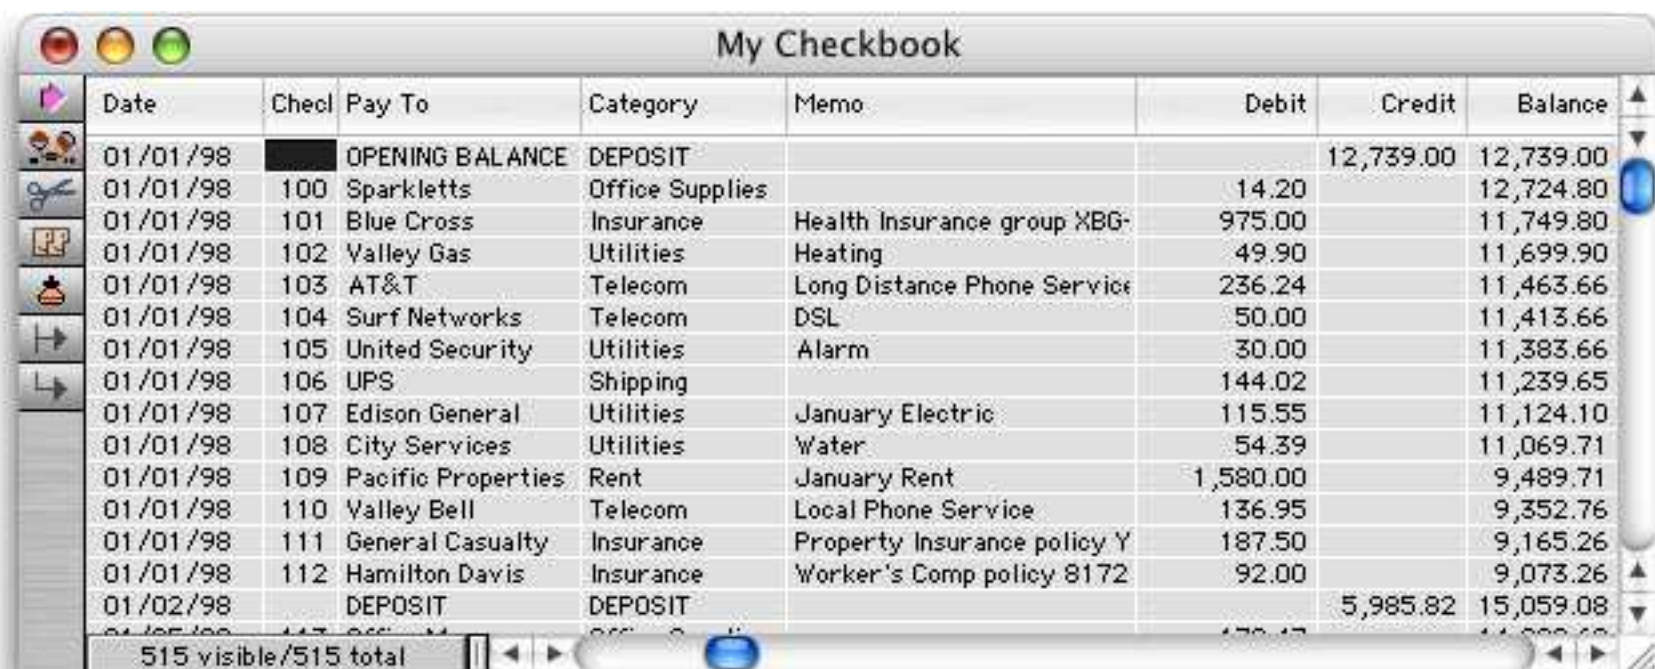 My Checkbook
Date Checl Pay To Category Memo Debit Credit Balance
01/01/98 OPENING BALANCE DEPOSIT 12,739.00 12,739.00
01/01/98 100 Sparkletts Office Supplies 14.20 12,724.80
01/01/98 101 Blue Cross Insurance Health Insurance group XBG- 975.00 11,749.80
01/01/98 102 Valley Gas Utilities Heating 49.90 11,699.90
01/01/98 103 AT&T Telecom Long Distance Phone Service 236.24 11,463.66
01/01/98 104 Surf Networks Telecom DSL 50.00 11,413.66
01/01/98 105 United Security Utilities Alarm 30.00 11,383.66
01/01/98 106 UPS Shipping 144.02 11,239.65
01/01/98 107 Edison General Utilities January Electric 115.55 11,124.10
01/01/98 108 City Services Utilities Water 54.39 11,069.71
01/01/98 109 Pacific Properties Rent January Rent 1,580.00 9,489.71
01/01/98 110 Valley Bell Telecom Local Phone Service 136.95 9,352.76
01/01/98 111 General Casualty Insurance Property Insurance policy Y 187.50 9,165.26
01/01/98 112 Hamilton Davis Insurance Worker's Comp policy 8172 92.00 9,073.26
01/02/98 DEPOSIT DEPOSIT 5,985.82 15,059.08
515 visible/515 total